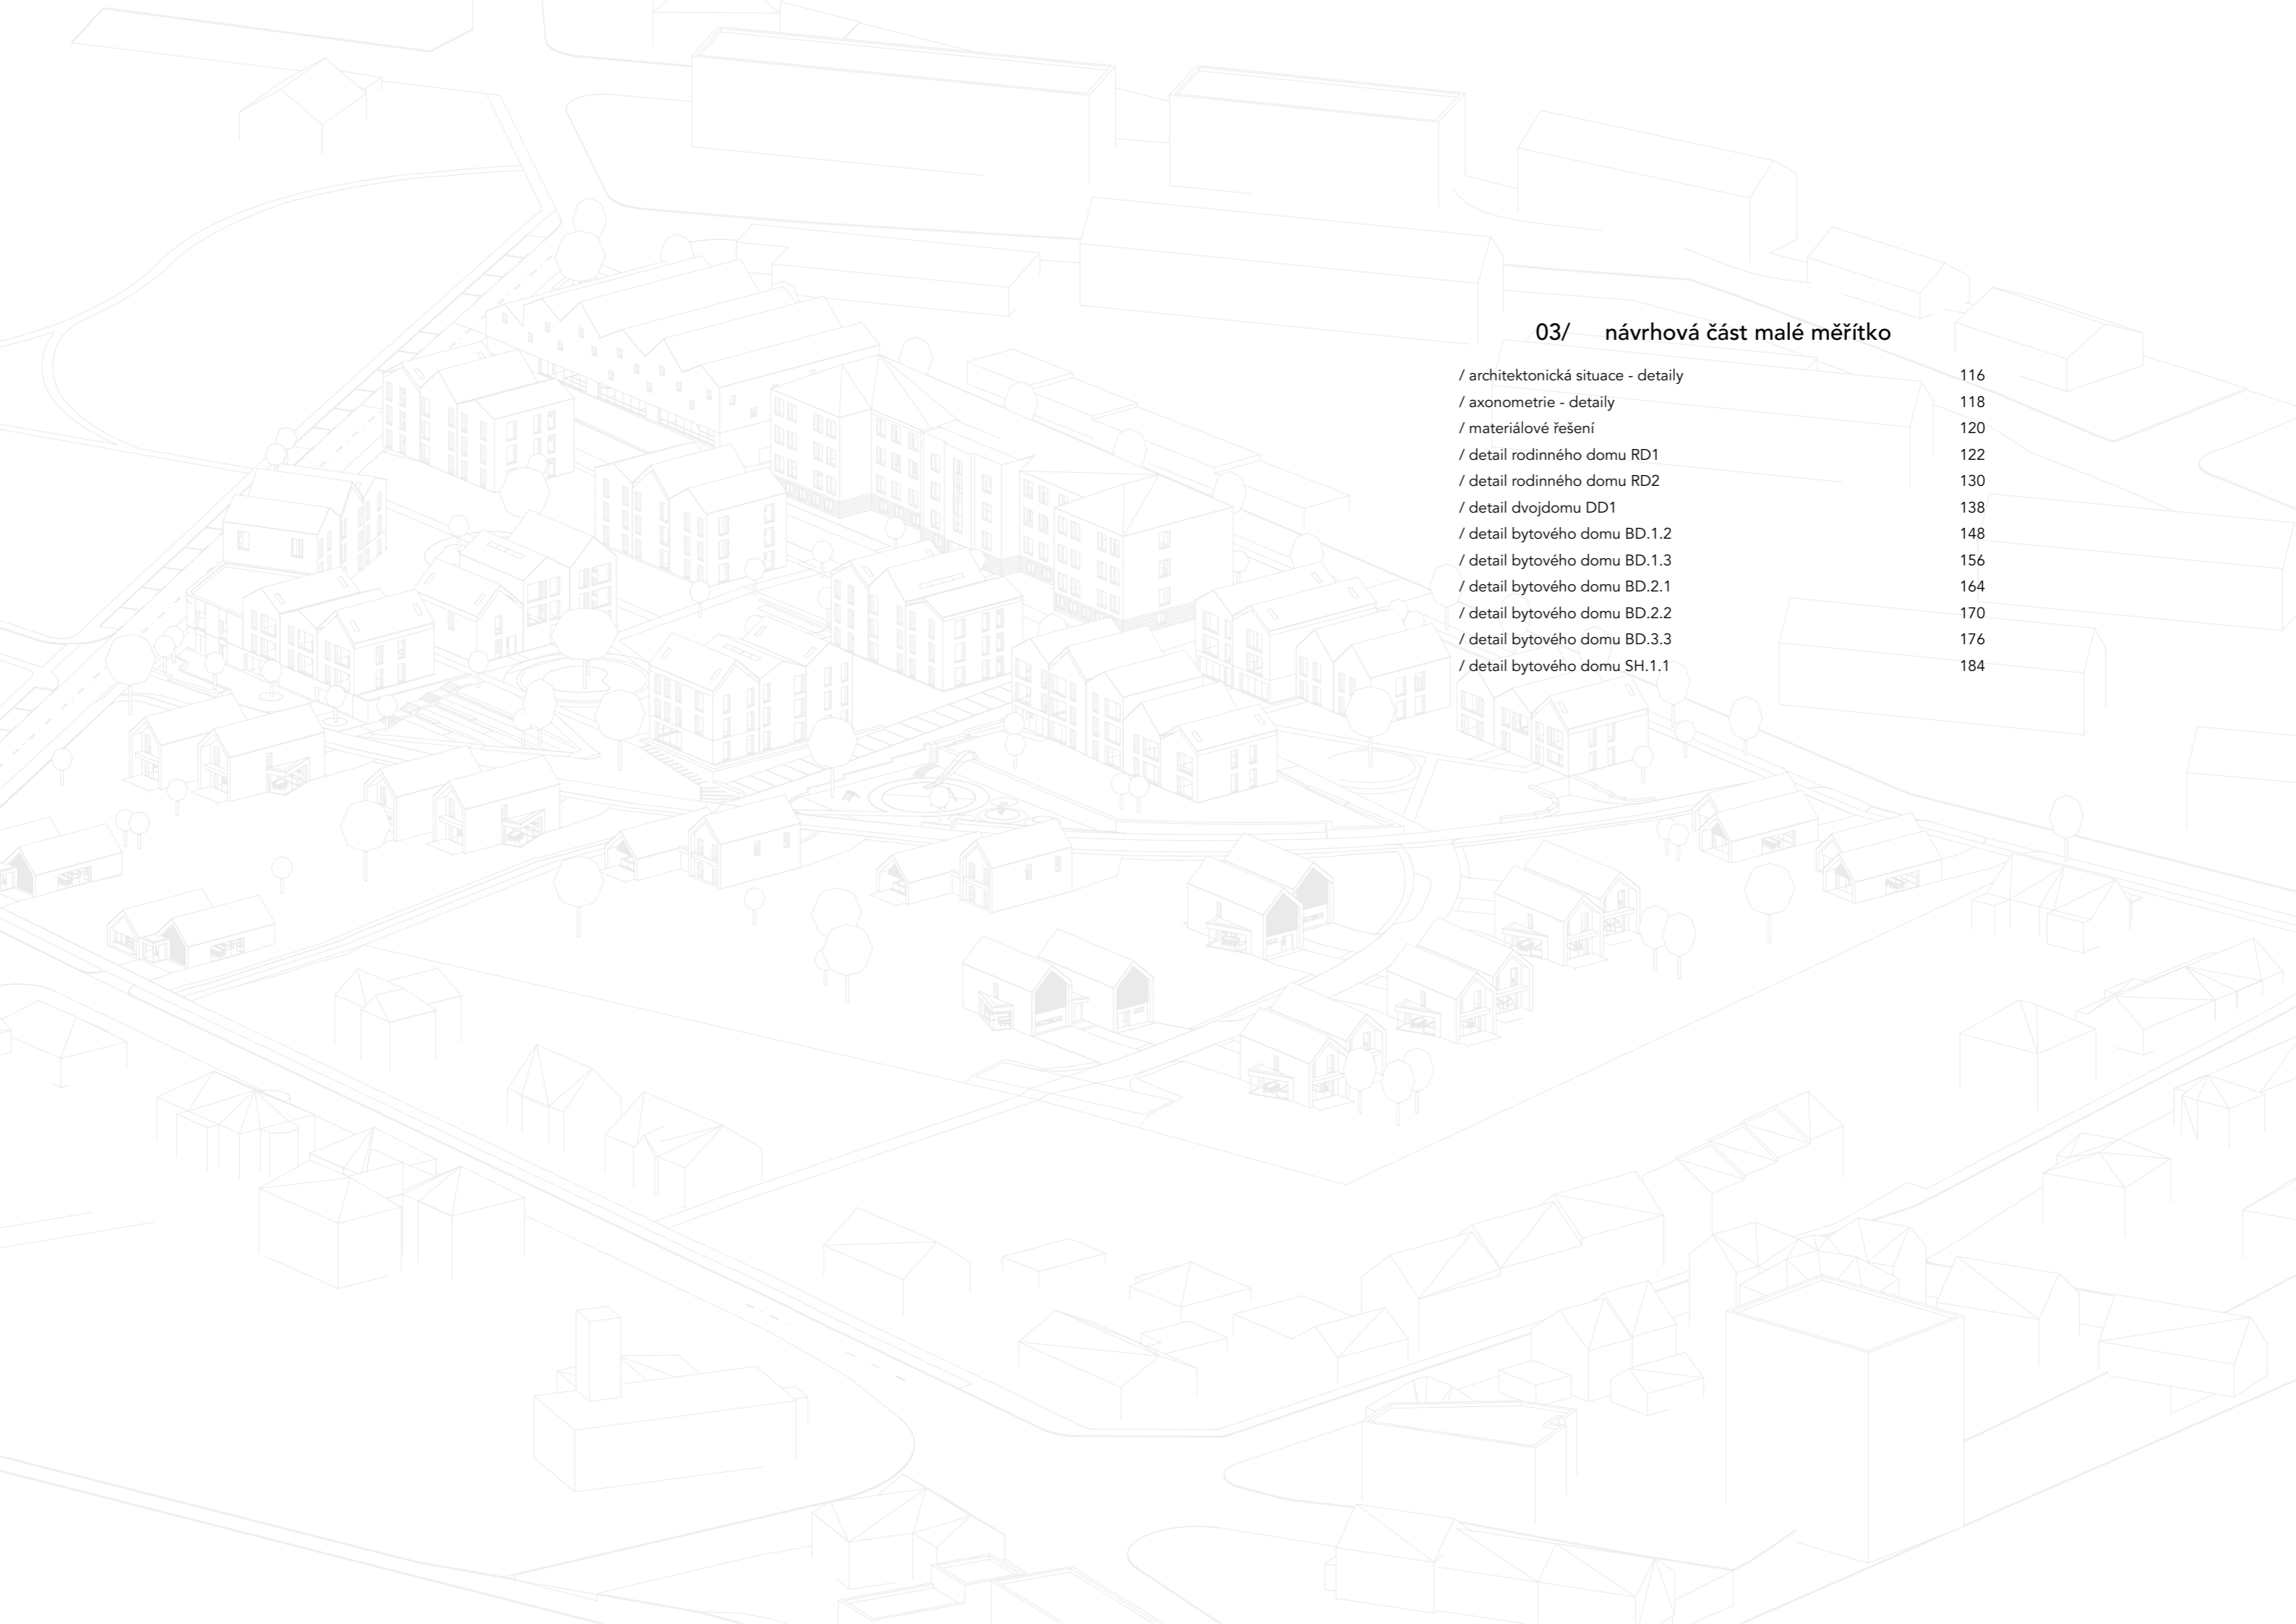 03/ návrhová část malé měřítko
/ architektonická situace - detaily 116
/ axonometrie - detaily 118
/ materiálové řešení 120
/ detail rodinného domu RD1 122
/ detail rodinného domu RD2 130
/ detail dvojdomu DD1 138
/ detail bytového domu BD.1.2 148
/ detail bytového domu BD.1.3 156
/ detail bytového domu BD.2.1 164
/ detail bytového domu BD.2.2 170
/ detail bytového domu BD.3.3 176
/ detail bytového domu SH.1.1 184